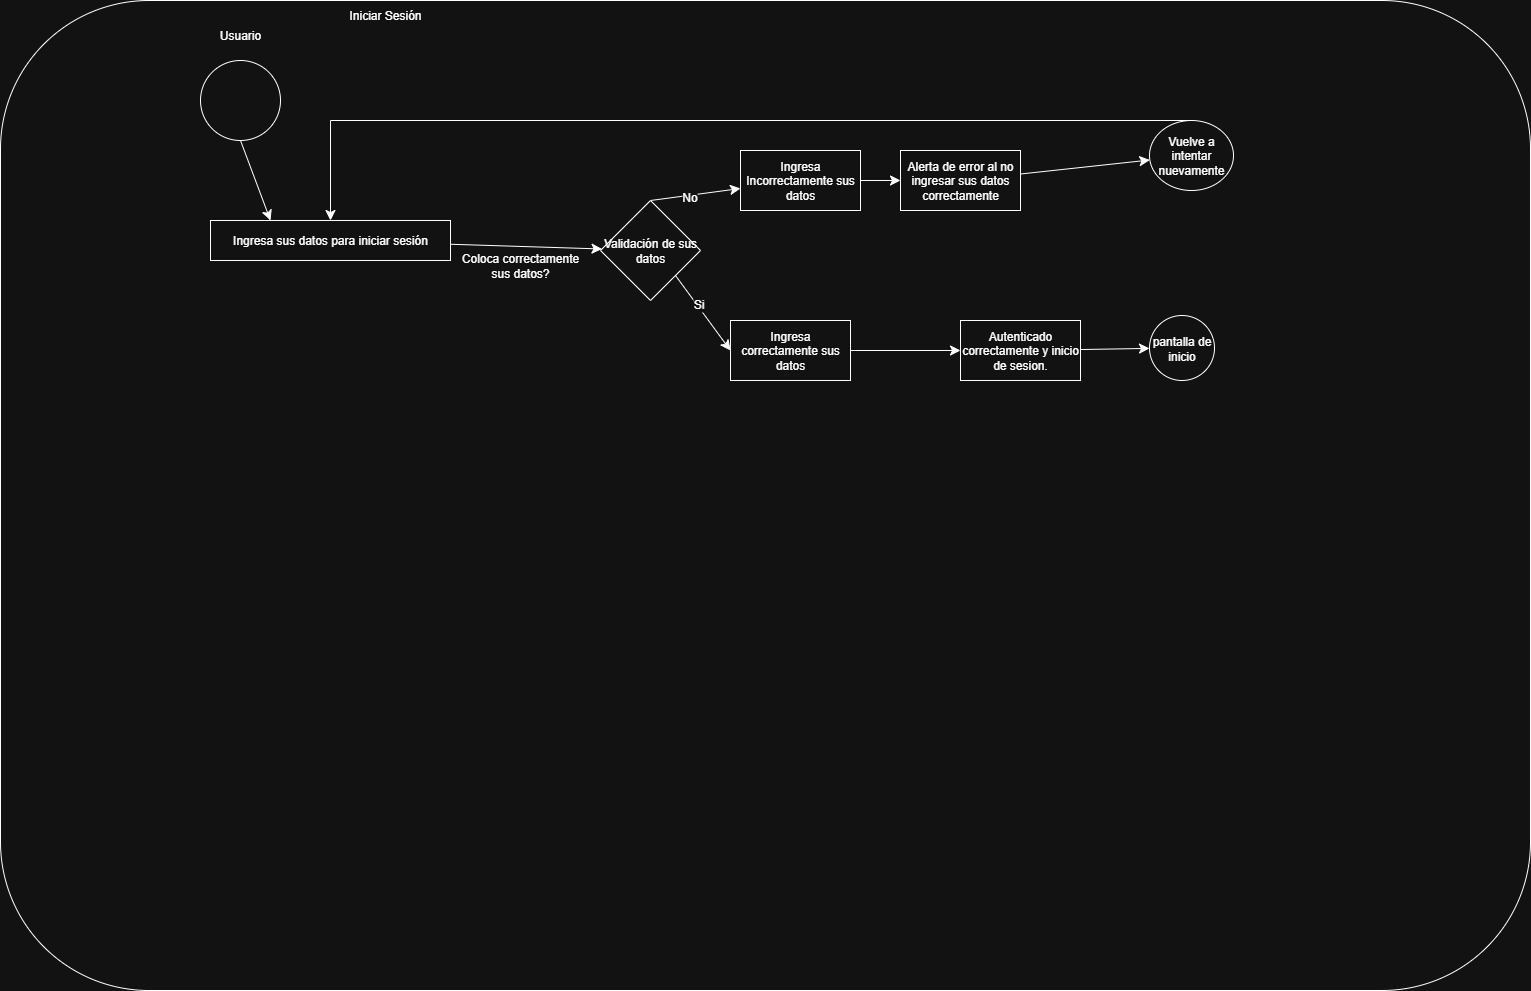 Iniciar Sesión
Usuario
Vuelve a
intentar
nuevamente
Ingresa
Incorrectamente sus
datos
Alerta de error al no
ingresar sus datos
correctamente
No
Ingresa sus datos para iniciar sesión
Coloca correctamente
sus datos?
Validación de sus
datos
Si
Ingresa
correctamente sus
datos
Autenticado
correctamente y inicio
de sesion.
pantalla de
inicio